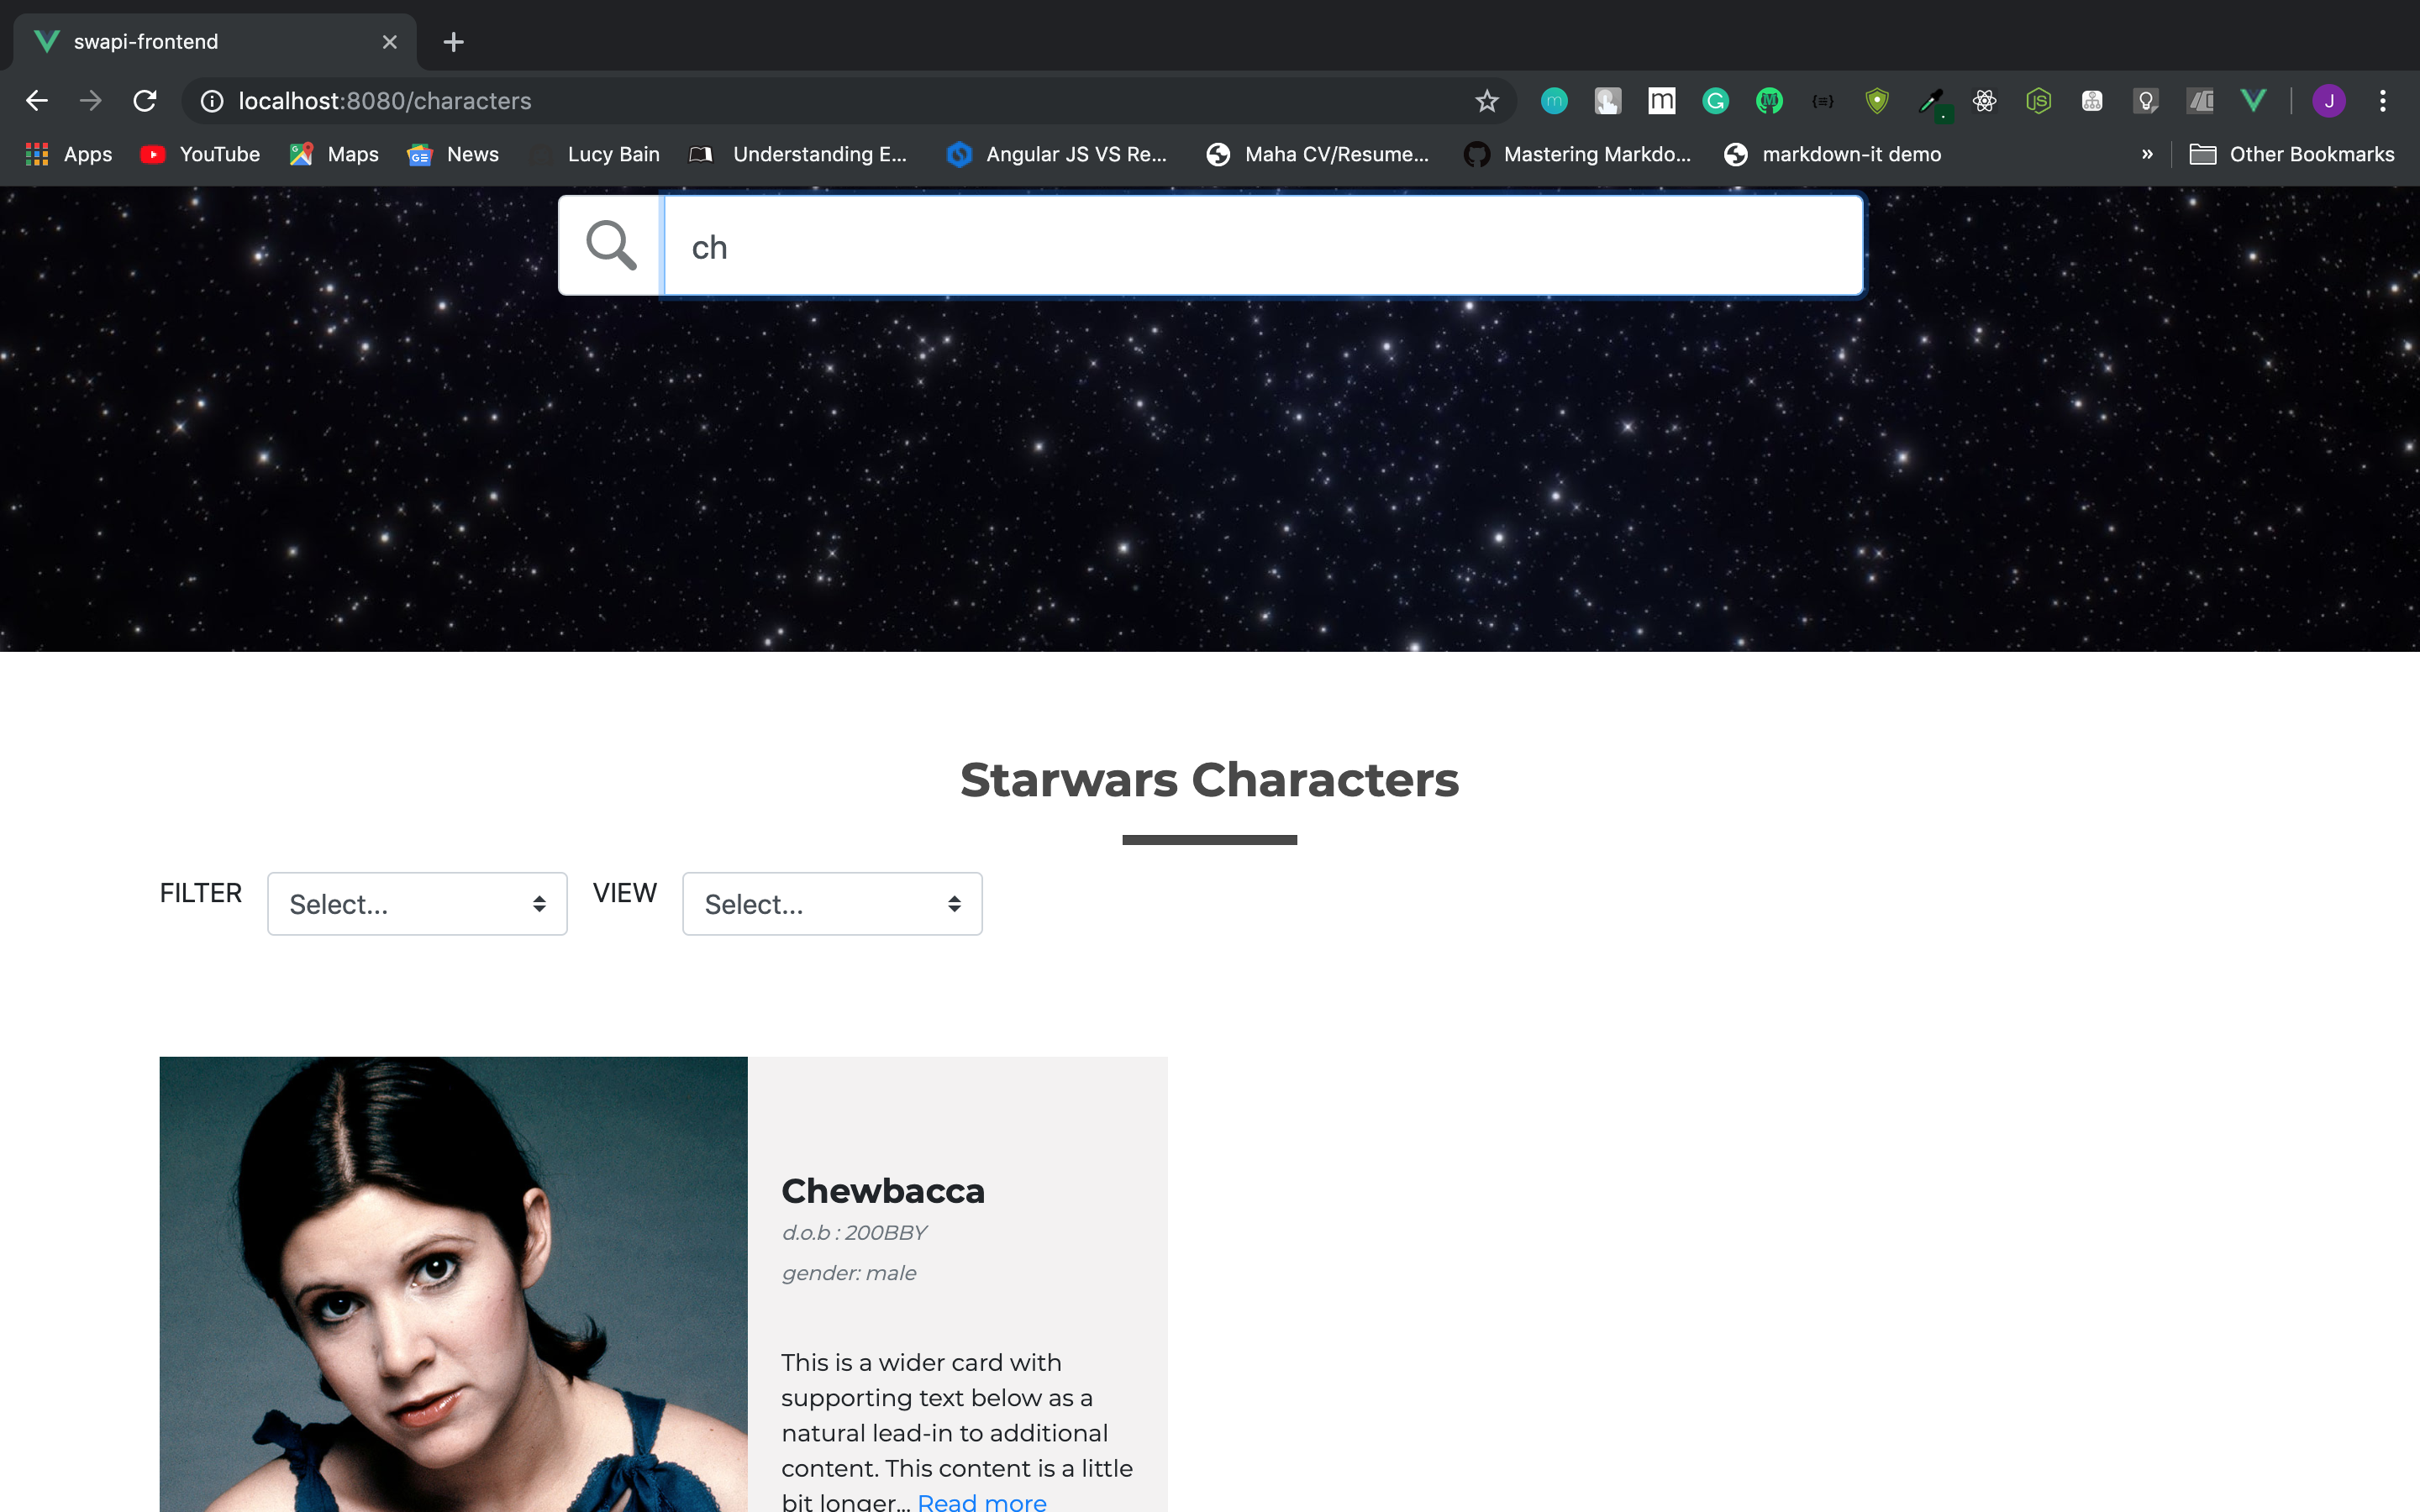 swapi-frontend
localhost:8080/characters
J
Apps YouTube Maps News Lucy Bain Understanding E... Angular JS VS Re... Maha CV/Resume... Mastering Markdo... markdown-it demo » Other Bookmarks
ch
Starwars Characters
FILTER Select... VIEW Select...
Chewbacca
d.o.b : 200BBY
gender: male
This is a wider card with
supporting text below as a
natural lead-in to additional
content. This content is a little
bit longer... Read more